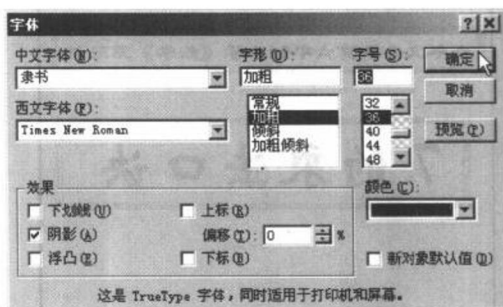 字体
中文字体(N): 字形(O): 字号(S): 确定
隶书 加粗 36 取消
西文字体(F): 常规 32
Times New Roman 加粗 36 预览(P)
倾斜 40
加粗倾斜 44
48
效果 颜色(C):
下划线(U) 上标(R)
阴影(A) 偏移(T): 0 %
浮凸(E) 下标(B) 新对象默认值(D)
这是 TrueType 字体，同时适用于打印机和屏幕。